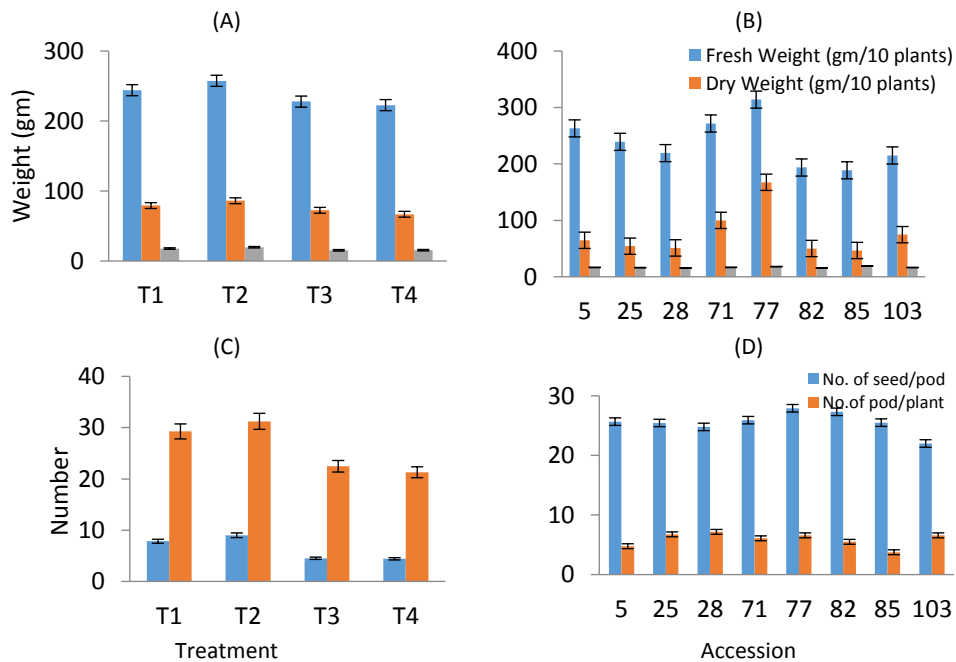 (A)
Weight (gm)
300
200
100
0
T1 T2 T3 T4
(B)
Fresh Weight (gm/10 plants)
Dry Weight (gm/10 plants)
400
300
200
100
0
5 25 28 71 77 82 85 103
(C)
Number
40
30
20
10
0
T1 T2 T3 T4
Treatment
(D)
No. of seed/pod
No.of pod/plant
30
20
10
0
5 25 28 71 77 82 85 103
Accession